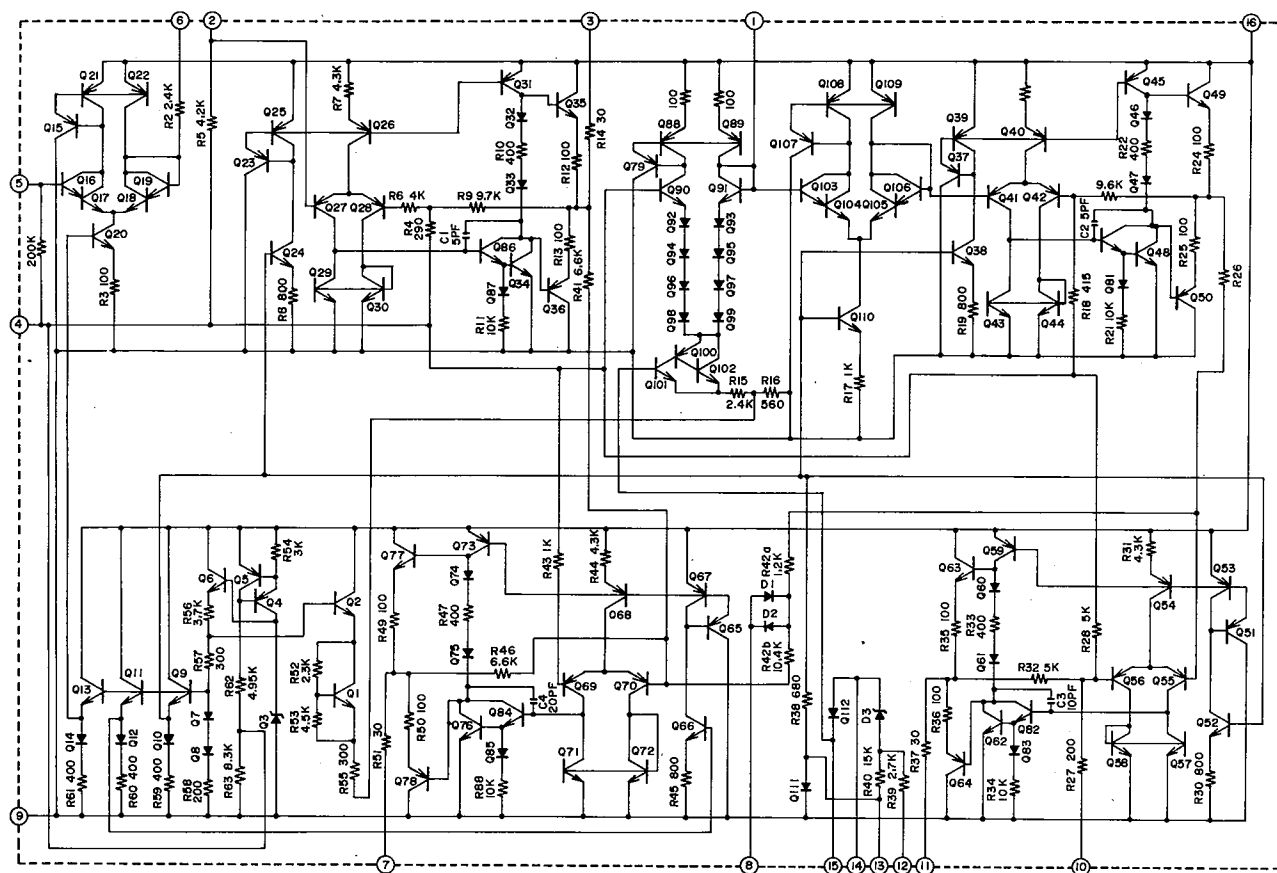 6
2
3
1
16
Q21
Q22
R2 2.4K
R5 4.2K
R7 4.3K
Q31
Q35
R14 30
100
100
Q108
Q109
Q45
Q49
Q15
Q25
Q26
Q32
R10 400
R12 100
Q88
Q89
Q107
Q39
Q40
Q46
R22 400
R24 100
Q23
Q33
Q79
Q37
Q47
5
Q16
Q17
Q18
Q19
Q27
Q28
R6 4K
R9 9.7K
Q90
Q91
Q103
Q104
Q105
Q106
Q41
Q42
9.6K
200K
Q20
Q24
R4 290
C1 5PF
Q86
R13 100
R41 6.6K
Q92
Q93
Q94
Q95
Q38
C2 5PF
Q48
R25 100
R26
R3 100
R8 800
Q29
Q30
Q87
Q34
R11 10K
Q36
Q96
Q97
Q98
Q99
Q110
R19 800
Q43
Q44
R18 415
Q81
R21 10K
Q50
4
Q100
Q101
Q102
R15 2.4K
R16 560
R17 1K
R54 3K
Q6
Q5
Q4
Q2
Q77
Q73
R43 1K
R44 4.3K
Q67
R42a 1.2K
Q63
Q59
R31 4.3K
Q53
R56 3.7K
Q74
R47 400
Q68
Q65
D1
D2
Q60
R33 400
Q54
Q51
R49 100
R35 100
R28 5K
Q13
Q11
Q9
R57 300
R62 4.95K
R52 2.3K
Q1
R53 4.5K
Q75
R46 6.6K
Q69
Q70
R42b 10.4K
Q61
R32 5K
Q56
Q55
Q14
Q12
Q10
Q7
Q3
R50 100
Q76
Q84
C4 20PF
Q66
R38 680
Q112
D3
R36 100
Q62
Q82
C3 10PF
Q52
R61 400
R60 400
R59 400
Q8
R58 200
R63 8.3K
R55 300
R51 30
Q78
Q85
R88 10K
Q71
Q72
R45 800
Q111
R40 15K
R39 2.7K
R37 30
Q64
Q83
R34 10K
R27 200
Q58
Q57
R30 800
9
7
8
15
14
13
12
11
10